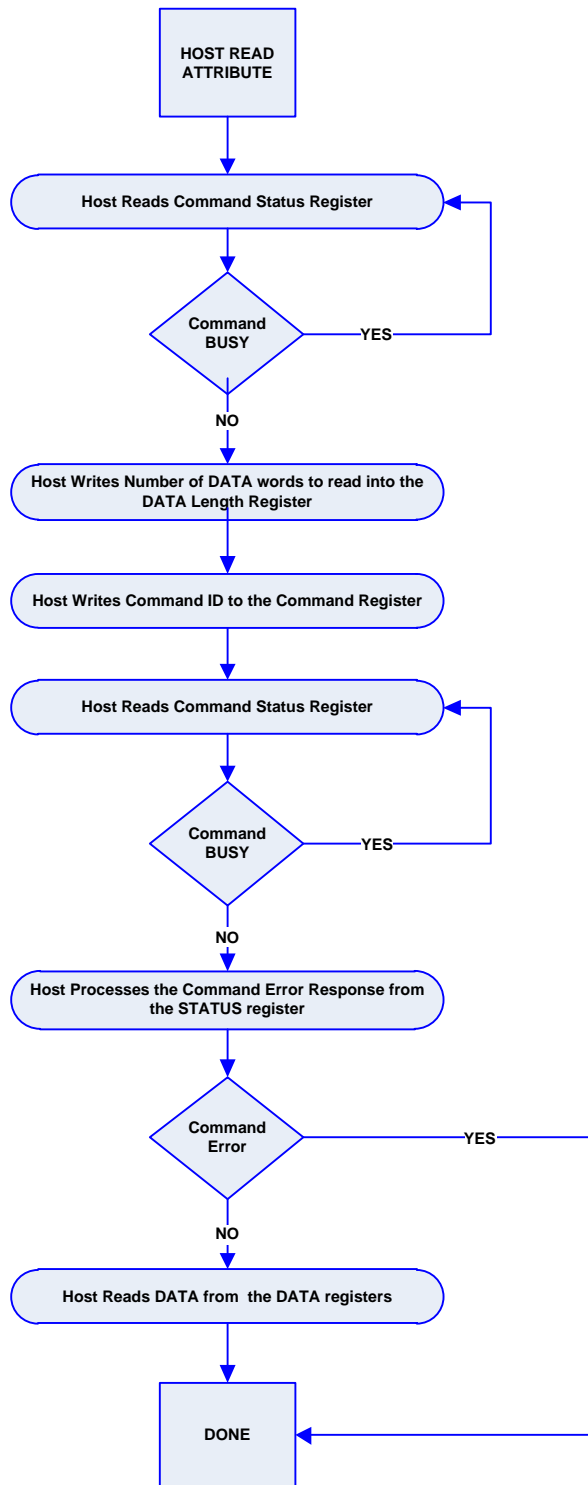 HOST READ
ATTRIBUTE
Host Reads Command Status Register
Command
BUSY
YES
NO
Host Writes Number of DATA words to read into the
DATA Length Register
Host Writes Command ID to the Command Register
Host Reads Command Status Register
Command
BUSY
YES
NO
Host Processes the Command Error Response from
the STATUS register
Command
Error
YES
NO
Host Reads DATA from the DATA registers
DONE